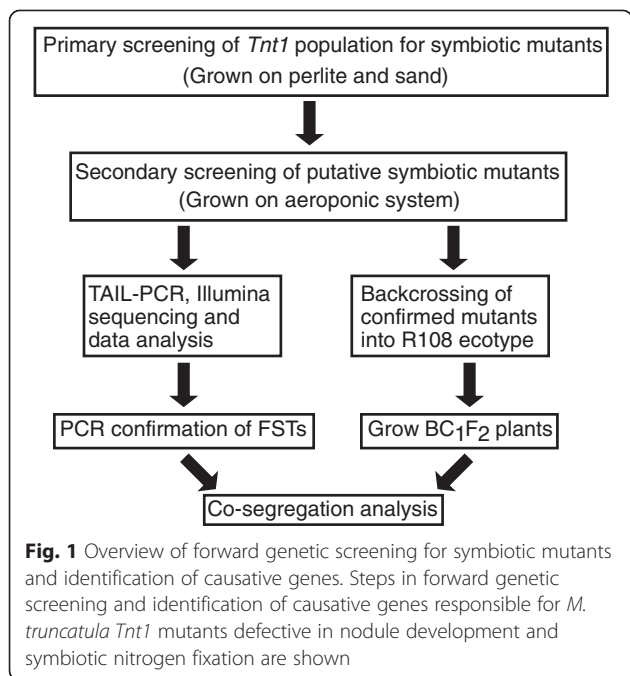 Primary screening of Tnt1 population for symbiotic mutants
(Grown on perlite and sand)
Secondary screening of putative symbiotic mutants
(Grown on aeroponic system)
TAIL-PCR, Illumina
sequencing and
data analysis
Backcrossing of
confirmed mutants
into R108 ecotype
PCR confirmation of FSTs
Grow BC1F2 plants
Co-segregation analysis
Fig. 1 Overview of forward genetic screening for symbiotic mutants
and identification of causative genes. Steps in forward genetic
screening and identification of causative genes responsible for M.
truncatula Tnt1 mutants defective in nodule development and
symbiotic nitrogen fixation are shown